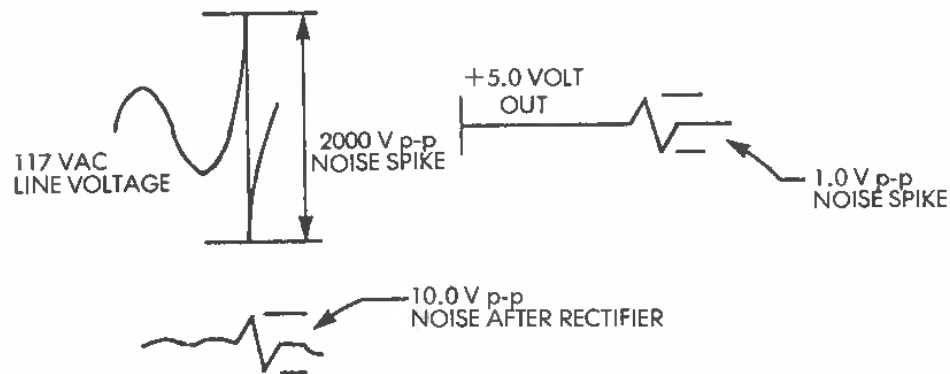 117 VAC
LINE VOLTAGE
2000 V p-p
NOISE SPIKE
+5.0 VOLT
OUT
1.0 V p-p
NOISE SPIKE
10.0 V p-p
NOISE AFTER RECTIFIER